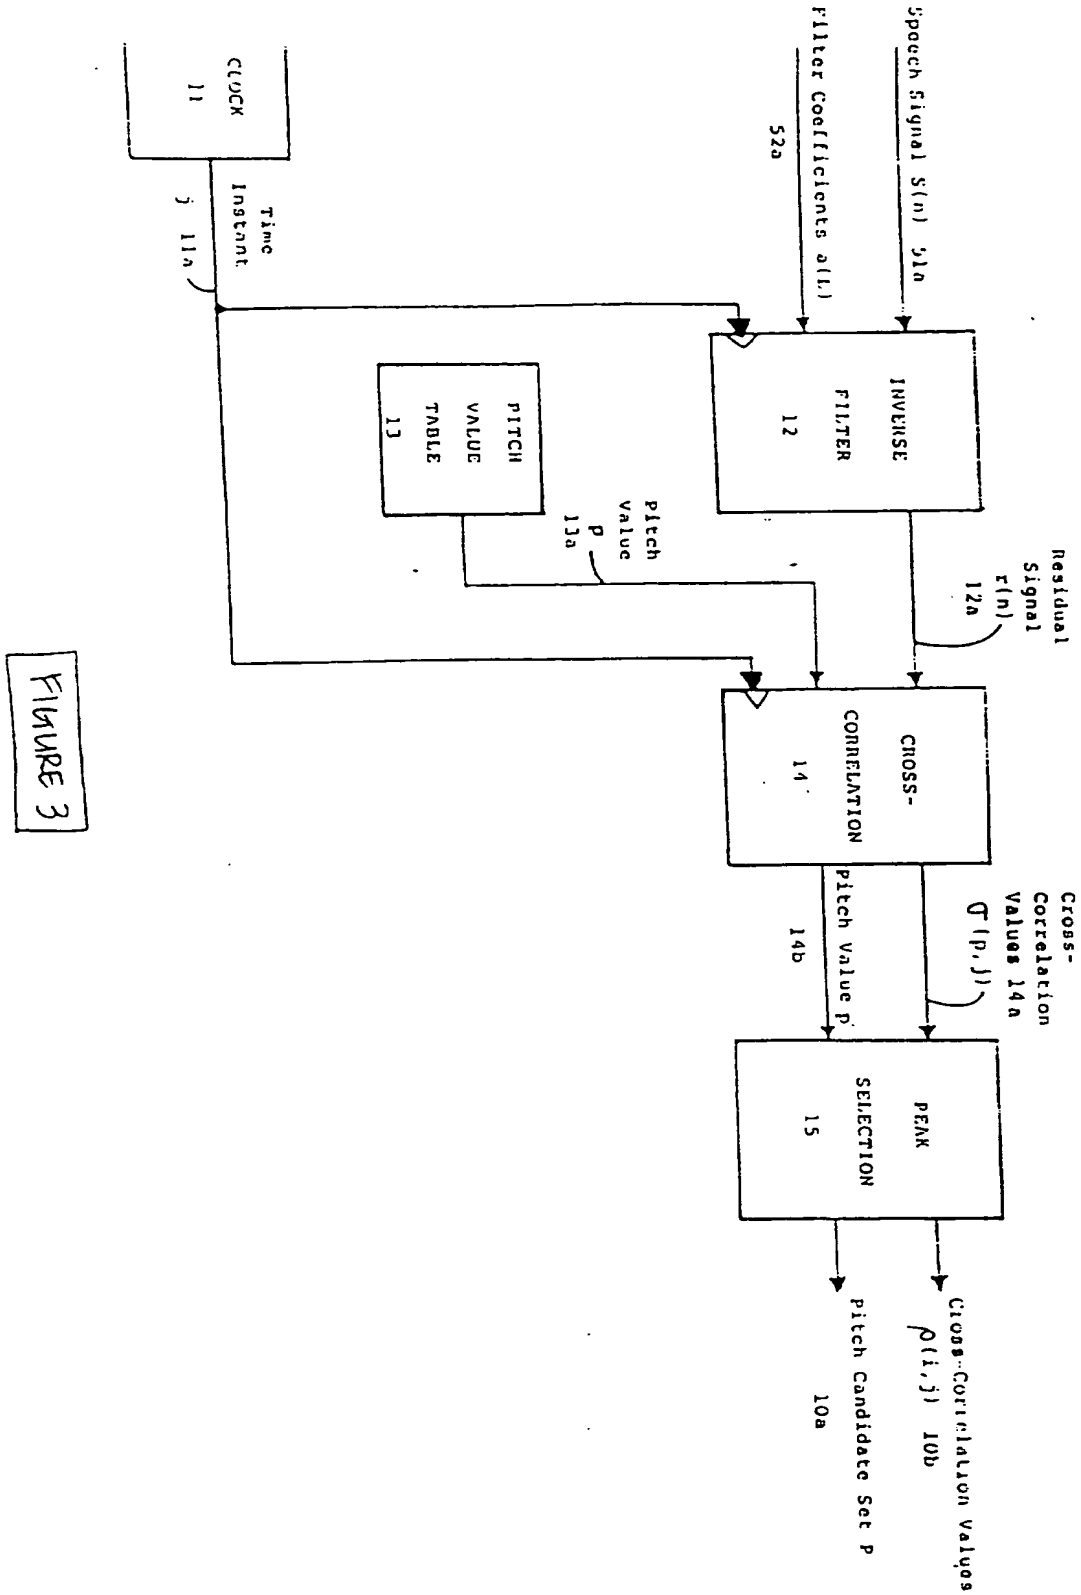 Speech Signal S(n) 51a
Filter Coefficients a(L)
52a
CLOCK
11
Time
Instant
j 11a
INVERSE
FILTER
12
PITCH
VALUE
TABLE
13
Pitch
Value
P
13a
Residual
Signal
r(n)
12a
CROSS-
CORRELATION
14
Cross-
Correlation
Values 14a
σ(p,j)
Pitch Value p
14b
PEAK
SELECTION
15
Cross-Correlation Values
ρ(i,j) 10b
Pitch Candidate Set P
10a
FIGURE 3